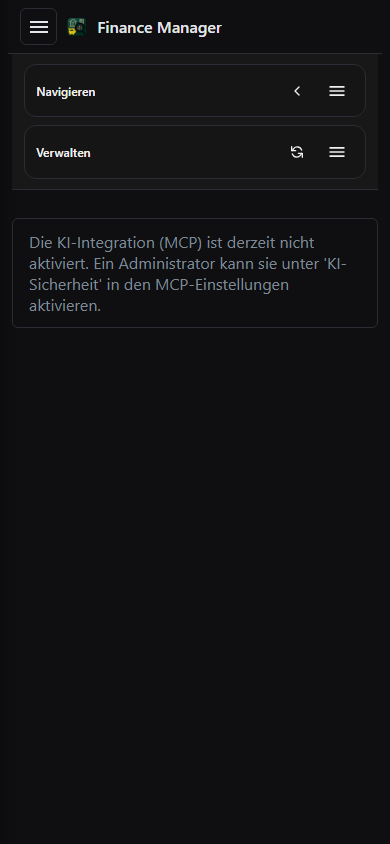 Finance Manager
Navigieren
Verwalten
Die KI-Integration (MCP) ist derzeit nicht
aktiviert. Ein Administrator kann sie unter 'KI-
Sicherheit' in den MCP-Einstellungen
aktivieren.